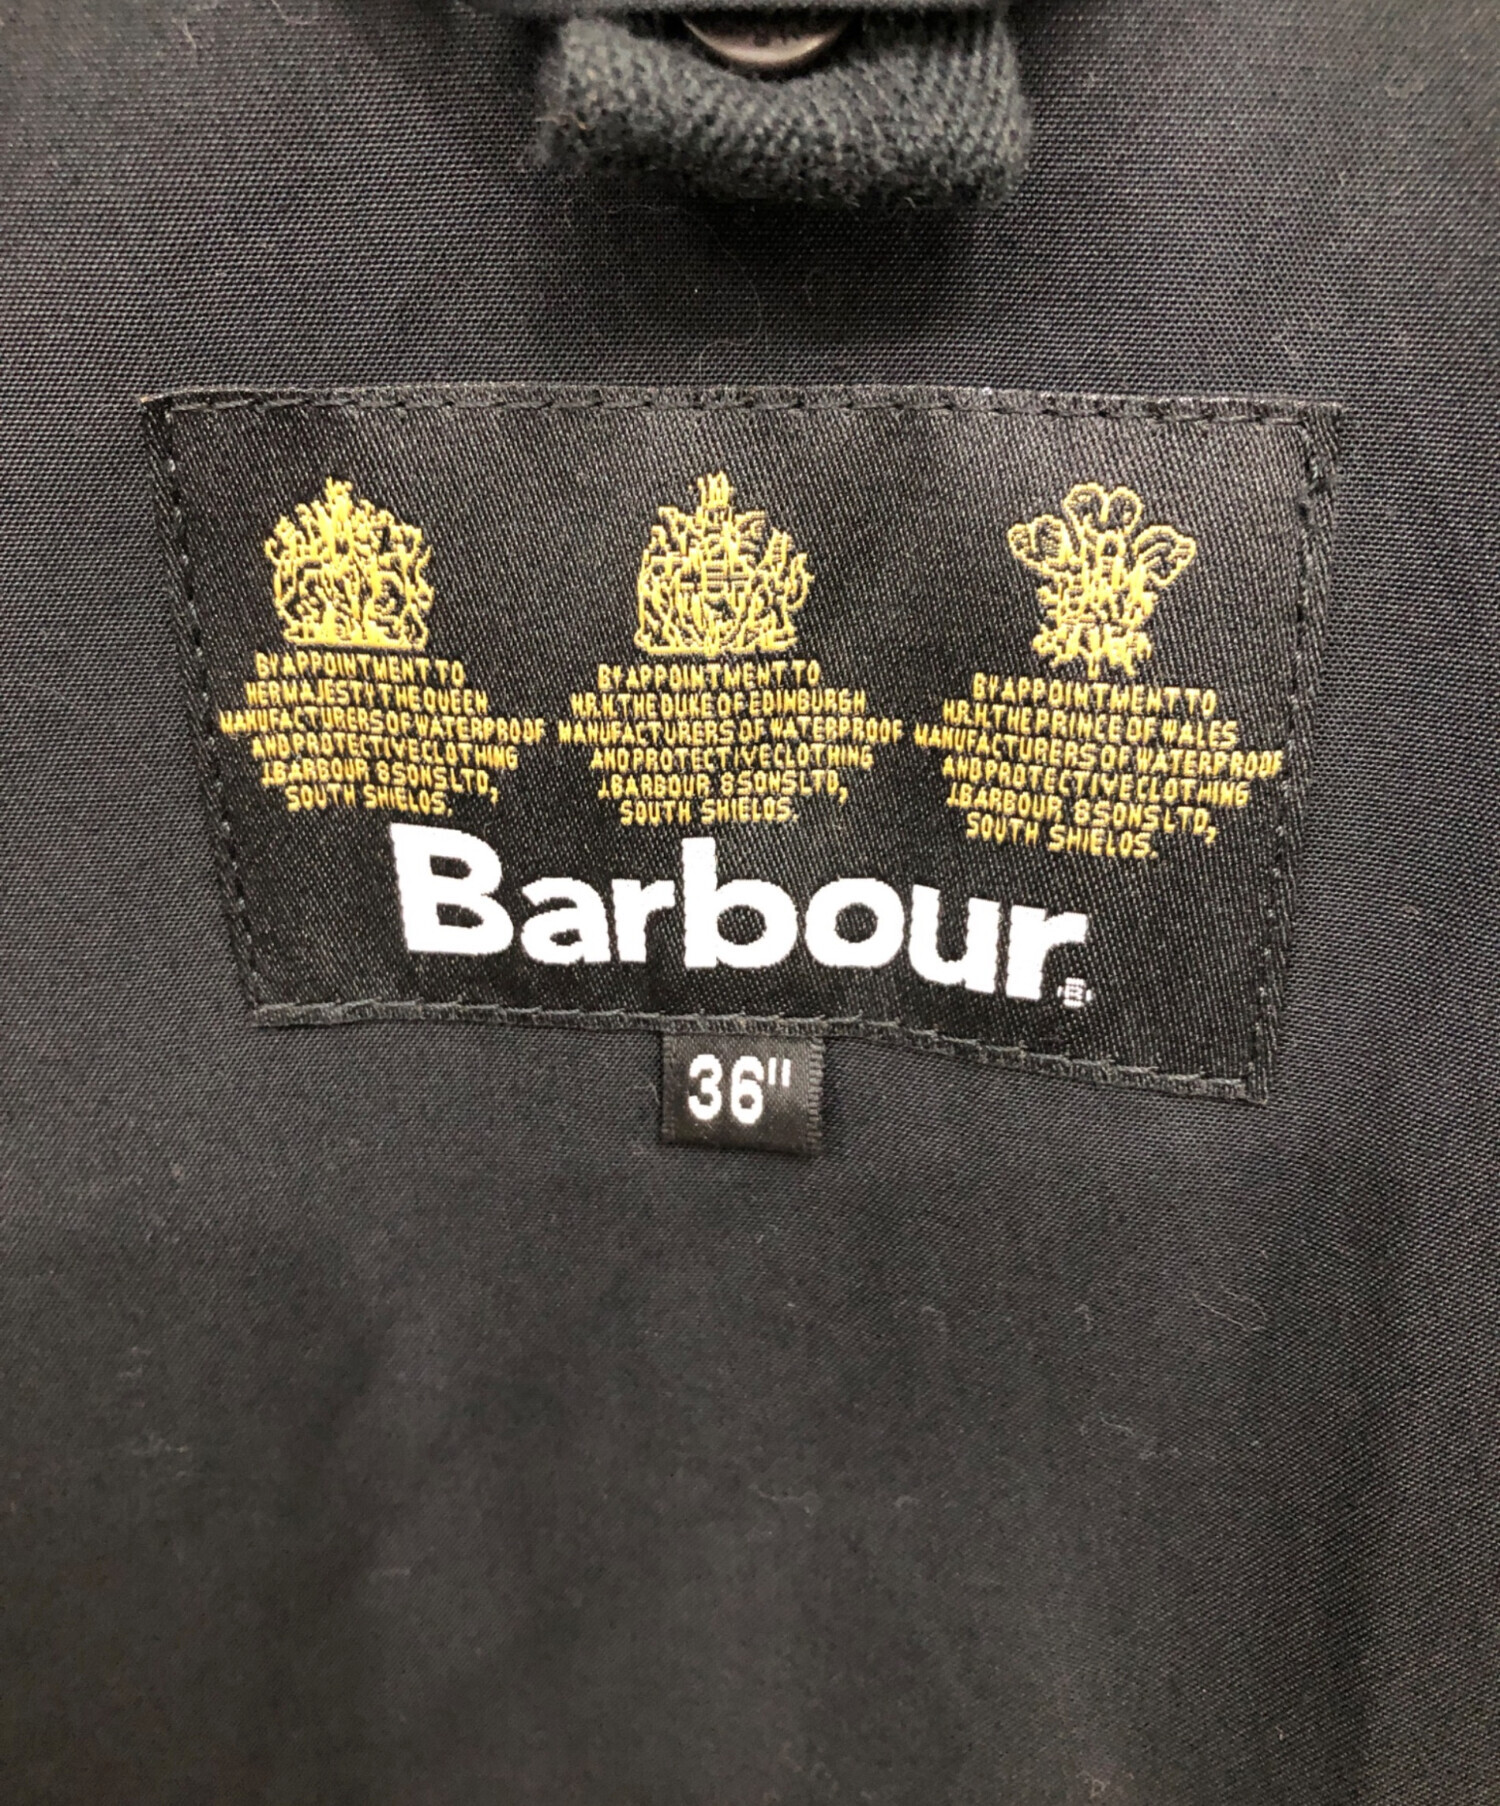 BY APPOINTMENT TO
HER MAJESTY THE QUEEN
MANUFACTURERS OF WATERPROOF
AND PROTECTIVE CLOTHING
J.BARBOUR & SONS LTD,
SOUTH SHIELDS.
BY APPOINTMENT TO
H.R.H. THE DUKE OF EDINBURGH
MANUFACTURERS OF WATERPROOF
AND PROTECTIVE CLOTHING
J.BARBOUR & SONS LTD,
SOUTH SHIELDS.
BY APPOINTMENT TO
H.R.H. THE PRINCE OF WALES
MANUFACTURERS OF WATERPROOF
AND PROTECTIVE CLOTHING
J.BARBOUR & SONS LTD,
SOUTH SHIELDS.
Barbour®
36"